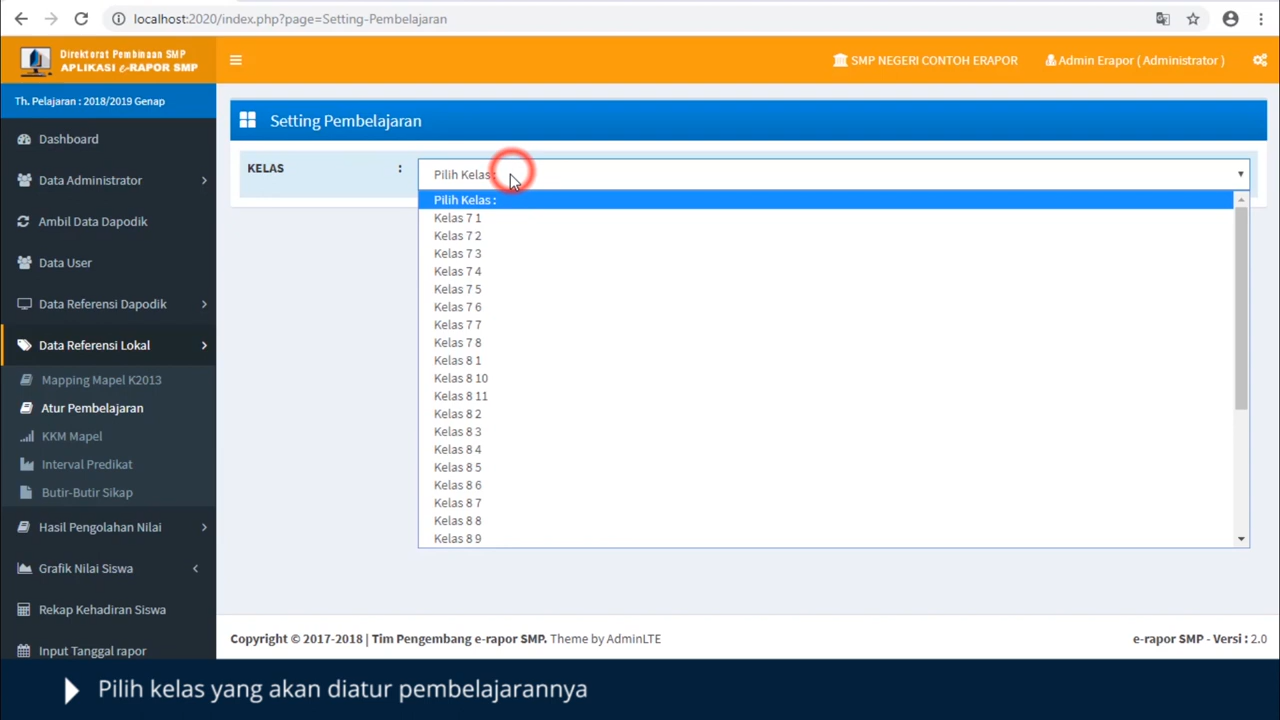 localhost:2020/index.php?page=Setting-Pembelajaran
Direktorat Pembinaan SMP
APLIKASI e-RAPOR SMP
SMP NEGERI CONTOH ERAPOR
Admin Erapor ( Administrator )
Th. Pelajaran : 2018/2019 Genap
Dashboard
Data Administrator
Ambil Data Dapodik
Data User
Data Referensi Dapodik
Data Referensi Lokal
Mapping Mapel K2013
Atur Pembelajaran
KKM Mapel
Interval Predikat
Butir-Butir Sikap
Hasil Pengolahan Nilai
Grafik Nilai Siswa
Rekap Kehadiran Siswa
Input Tanggal rapor
Setting Pembelajaran
KELAS :
Pilih Kelas :
Pilih Kelas :
Kelas 7 1
Kelas 7 2
Kelas 7 3
Kelas 7 4
Kelas 7 5
Kelas 7 6
Kelas 7 7
Kelas 7 8
Kelas 8 1
Kelas 8 10
Kelas 8 11
Kelas 8 2
Kelas 8 3
Kelas 8 4
Kelas 8 5
Kelas 8 6
Kelas 8 7
Kelas 8 8
Kelas 8 9
Copyright © 2017-2018 | Tim Pengembang e-rapor SMP. Theme by AdminLTE
e-rapor SMP - Versi : 2.0
Pilih kelas yang akan diatur pembelajarannya